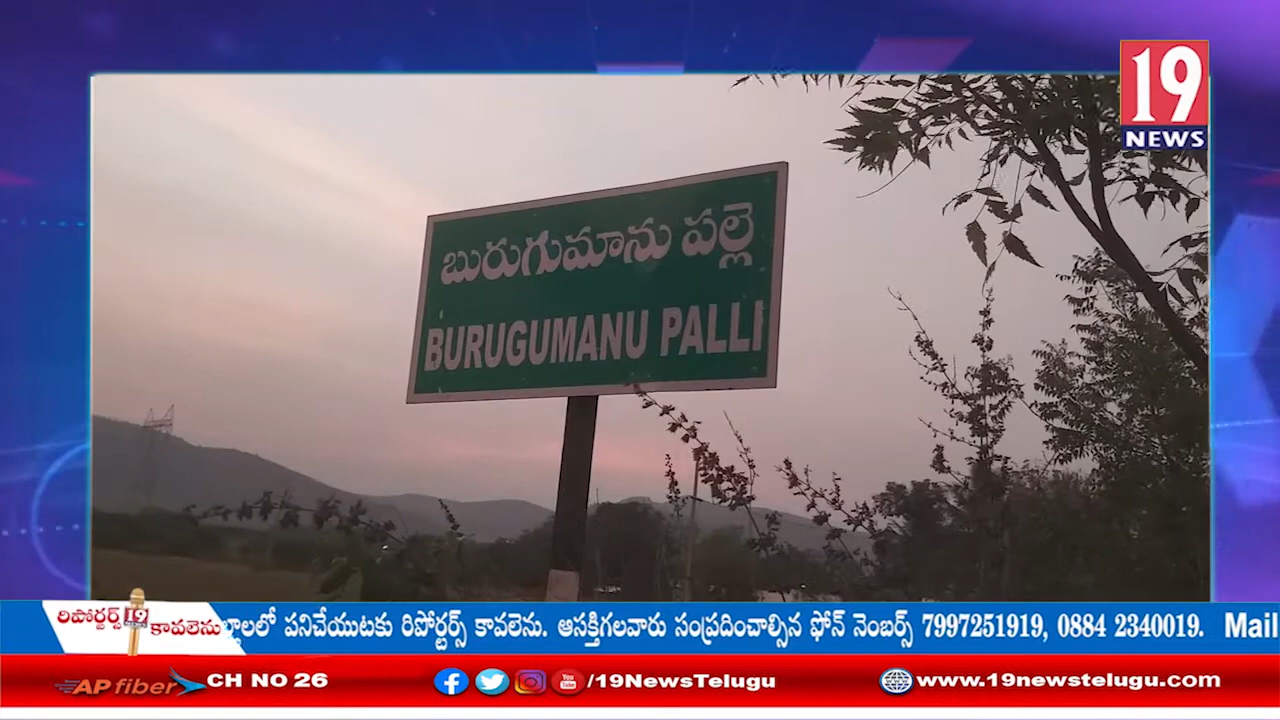 19
NEWS
బురుగుమాను పల్లె
BURUGUMANU PALLI
రిపోర్టర్స్ 19 కావలెను
ల్లాలలో పనిచేయుటకు రిపోర్టర్స్ కావలెను. ఆసక్తిగలవారు సంప్రదించాల్సిన ఫోన్ నెంబర్స్ 7997251919, 0884 2340019. Mail
AP fiber CH NO 26 /19NewsTelugu www.19newstelugu.com